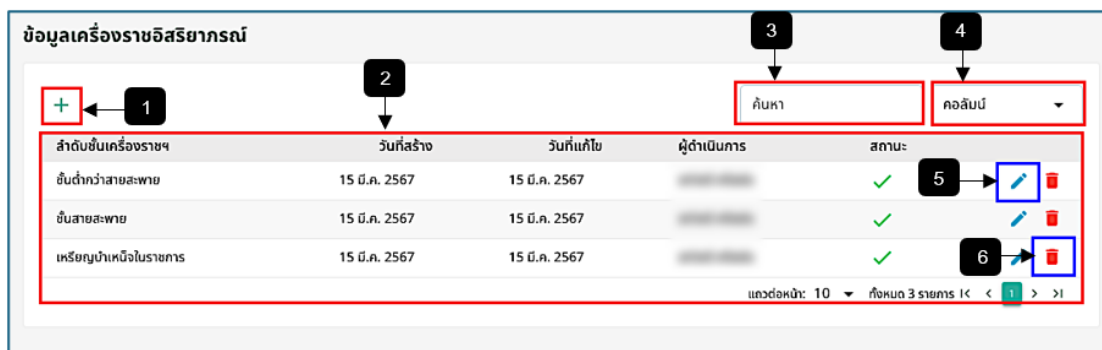 ข้อมูลเครื่องราชอิสริยาภรณ์
3
4
2
1
ค้นหา
คอลัมน์
ลำดับชั้นเครื่องราชฯ วันที่สร้าง วันที่แก้ไข ผู้ดำเนินการ สถานะ
ชั้นต่ำกว่าสายสะพาย 15 มี.ค. 2567 15 มี.ค. 2567
5
ชั้นสายสะพาย 15 มี.ค. 2567 15 มี.ค. 2567
เหรียญบำเหน็จในราชการ 15 มี.ค. 2567 15 มี.ค. 2567
6
แถวต่อหน้า: 10 ทั้งหมด 3 รายการ 1